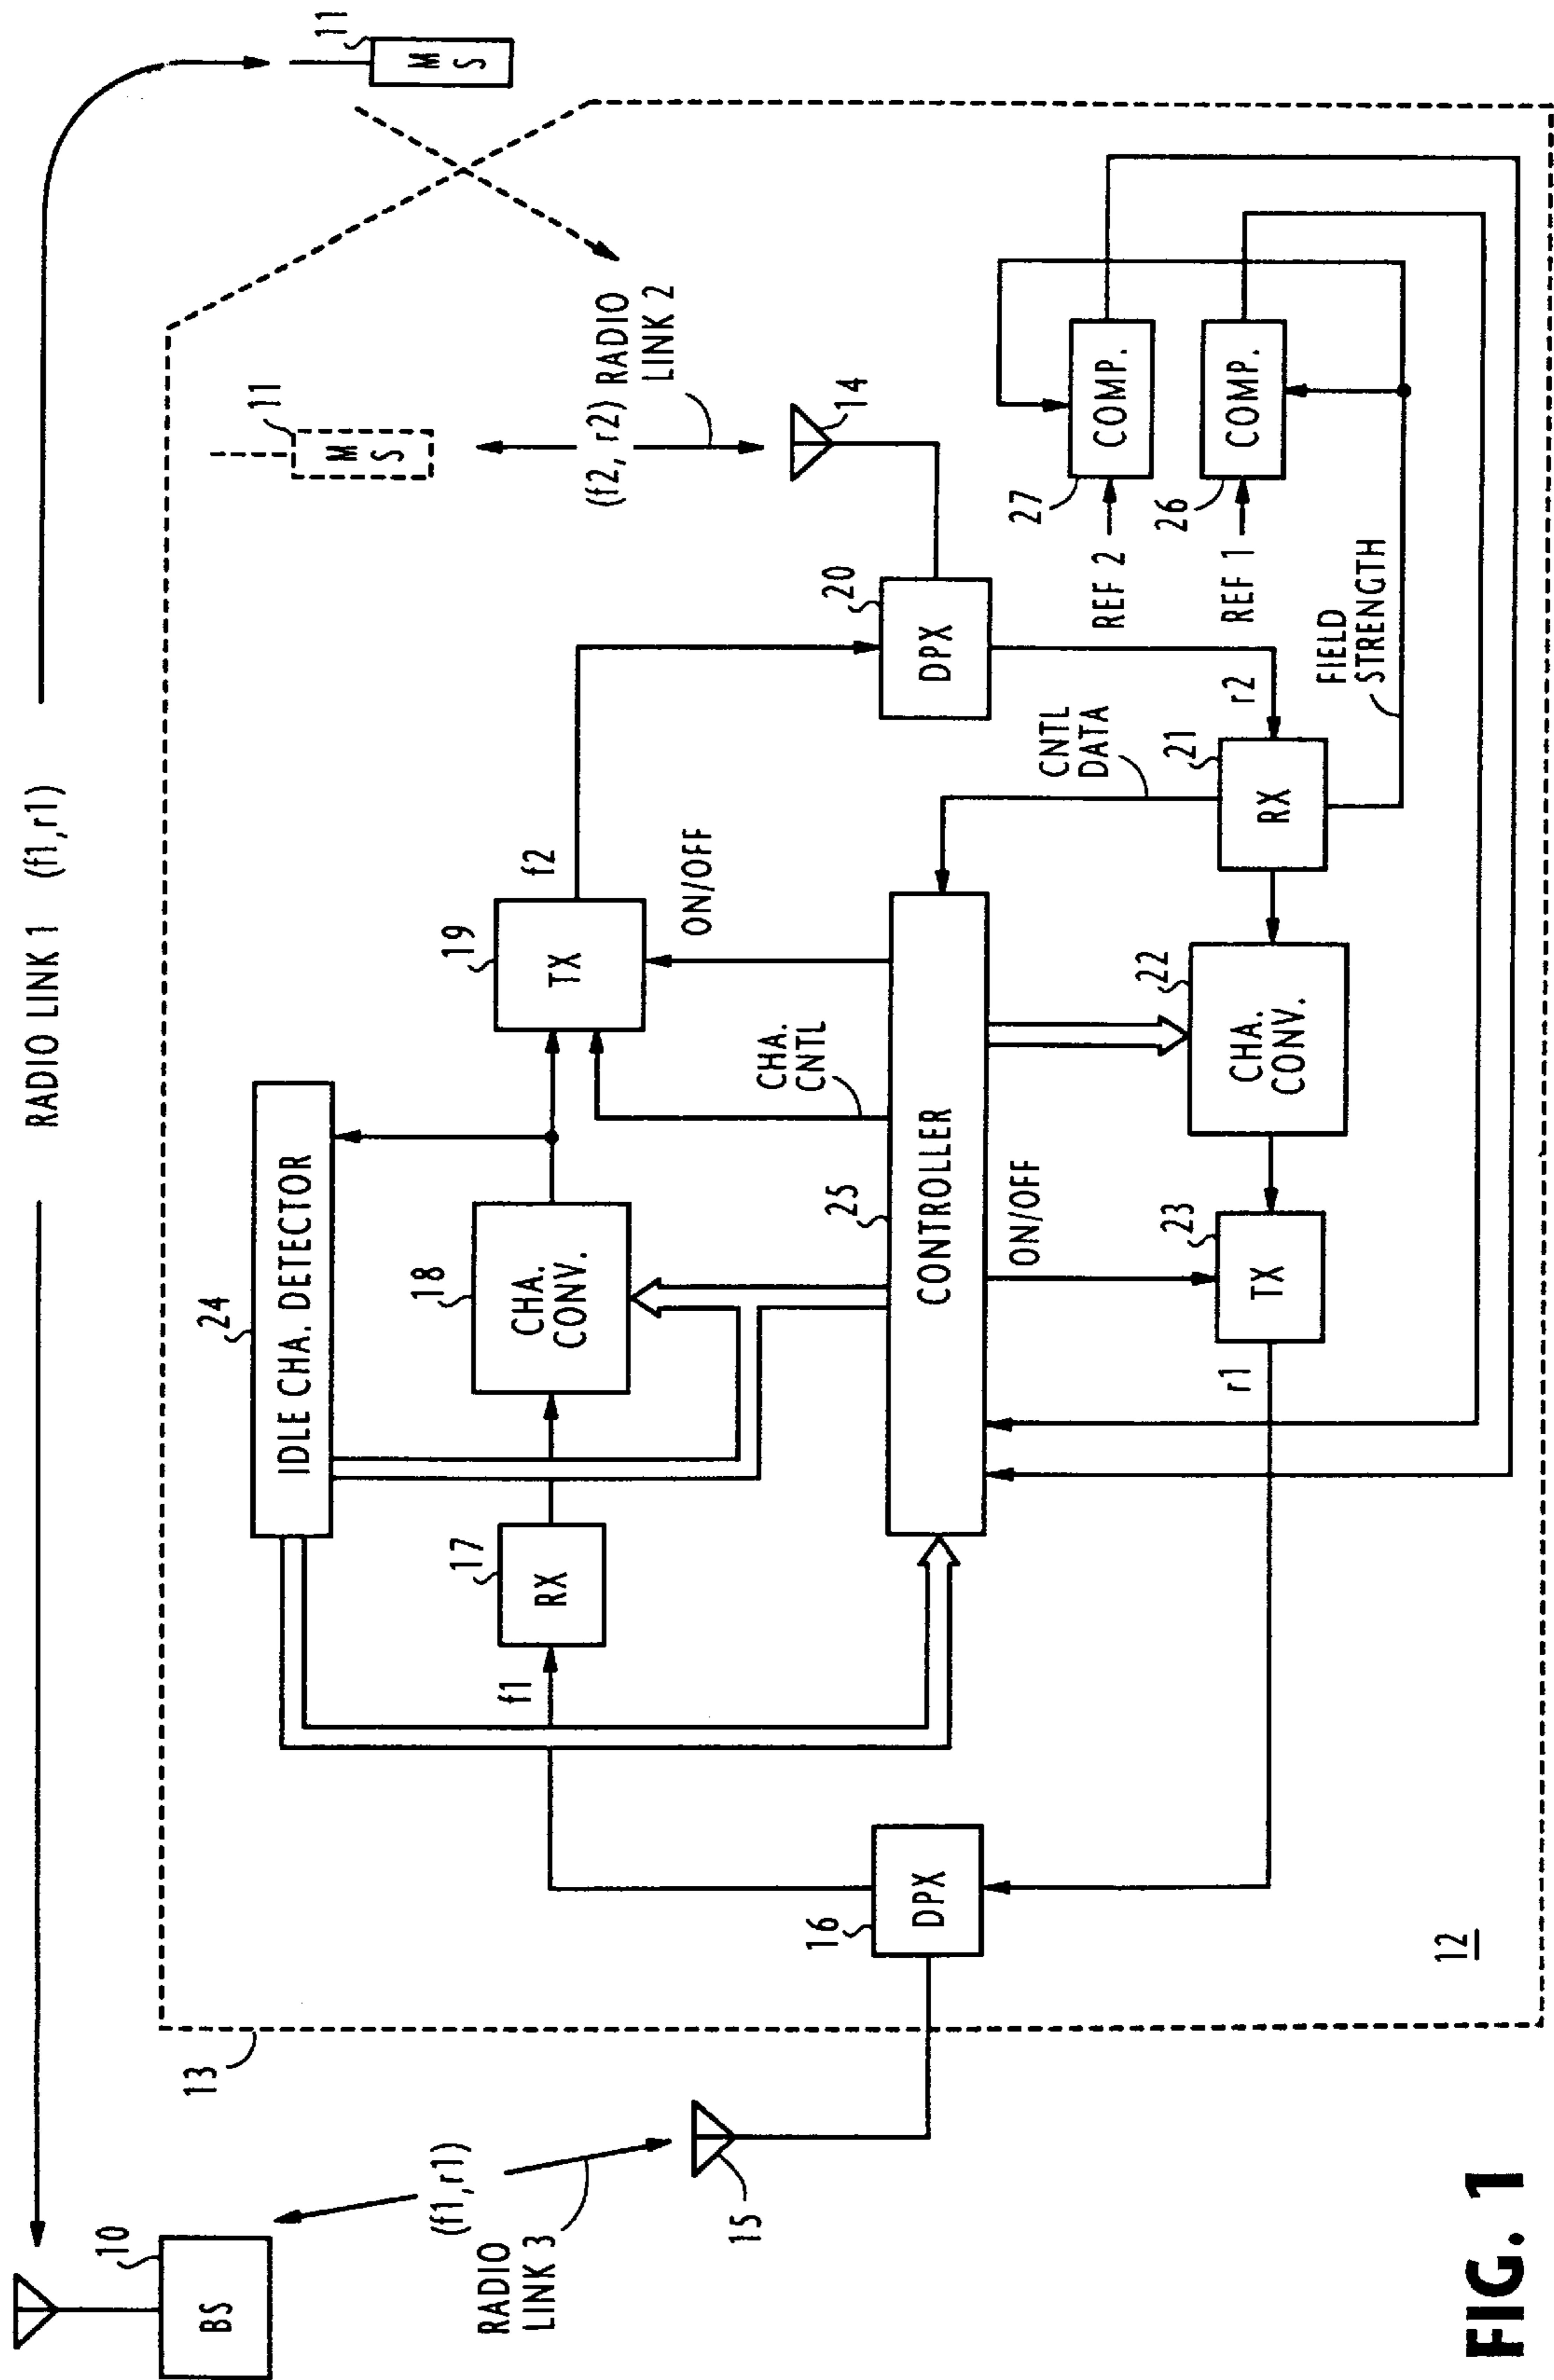 RADIO LINK 1 (f1,r1)
10
BS
11
M
S
13
24
IDLE CHA. DETECTOR
11
M
S
(f1,r1)
RADIO
LINK 3
15
f1
17
RX
18
CHA.
CONV.
19
TX
f2
(f2, r2) RADIO
LINK 2
14
ON/OFF
CHA.
CNTL
16
DPX
25
CONTROLLER
20
DPX
CNTL
DATA
ON/OFF
r1
23
TX
22
CHA.
CONV.
21
RX
r2
REF 2
27
COMP.
REF 1
26
COMP.
FIELD
STRENGTH
12
FIG. 1